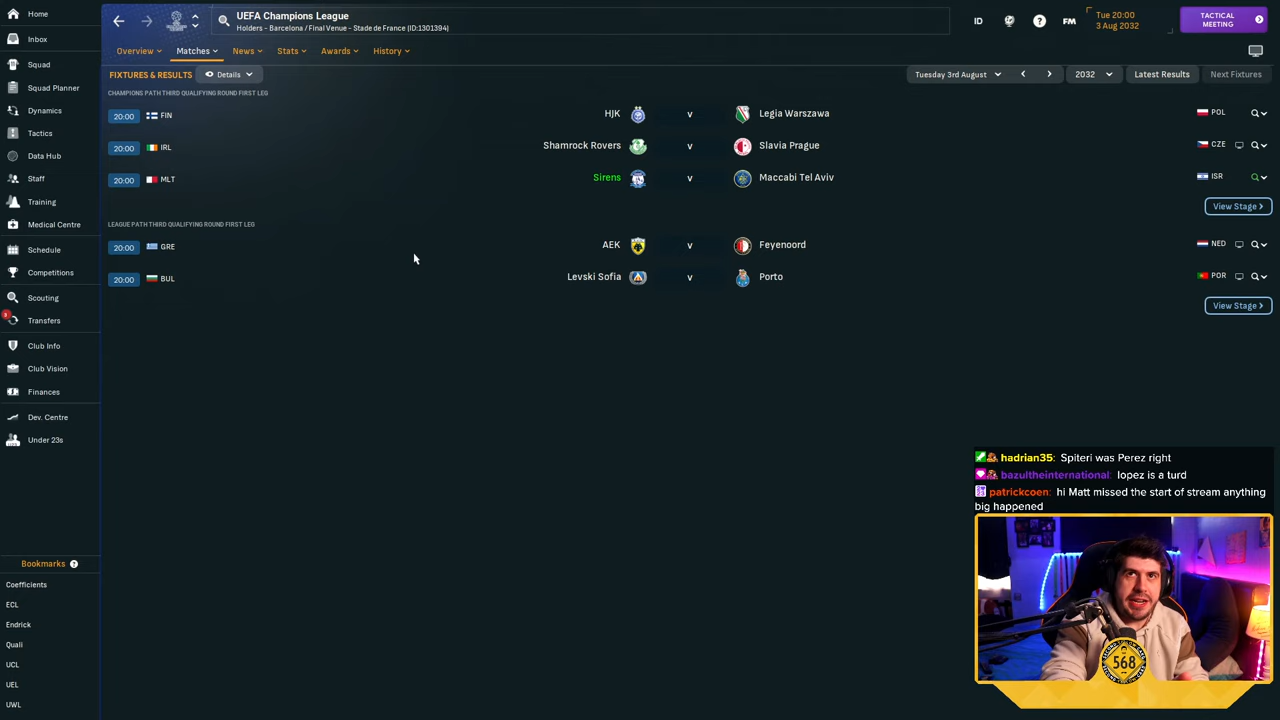 Home
Inbox
Squad
Squad Planner
Dynamics
Tactics
Data Hub
Staff
Training
Medical Centre
Schedule
Competitions
Scouting
3
Transfers
Club Info
Club Vision
Finances
Dev. Centre
Under 23s
Bookmarks ?
Coefficients
ECL
Endrick
Quali
UCL
UEL
UWL
UEFA Champions League
Holders - Barcelona / Final Venue - Stade de France (ID:1301394)
ID ? FM
Tue 20:00
3 Aug 2032
TACTICAL
MEETING
Overview Matches News Stats Awards History
FIXTURES & RESULTS Details
Tuesday 3rd August 2032 Latest Results Next Fixtures
CHAMPIONS PATH THIRD QUALIFYING ROUND FIRST LEG
20:00 FIN HJK v Legia Warszawa POL
20:00 IRL Shamrock Rovers v Slavia Prague CZE
20:00 MLT Sirens v Maccabi Tel Aviv ISR
View Stage >
LEAGUE PATH THIRD QUALIFYING ROUND FIRST LEG
20:00 GRE AEK v Feyenoord NED
20:00 BUL Levski Sofia v Porto POR
View Stage >
hadrian35: Spiteri was Perez right
bazultheinternational: lopez is a turd
patrickcoen: hi Matt missed the start of stream anything
big happened
568